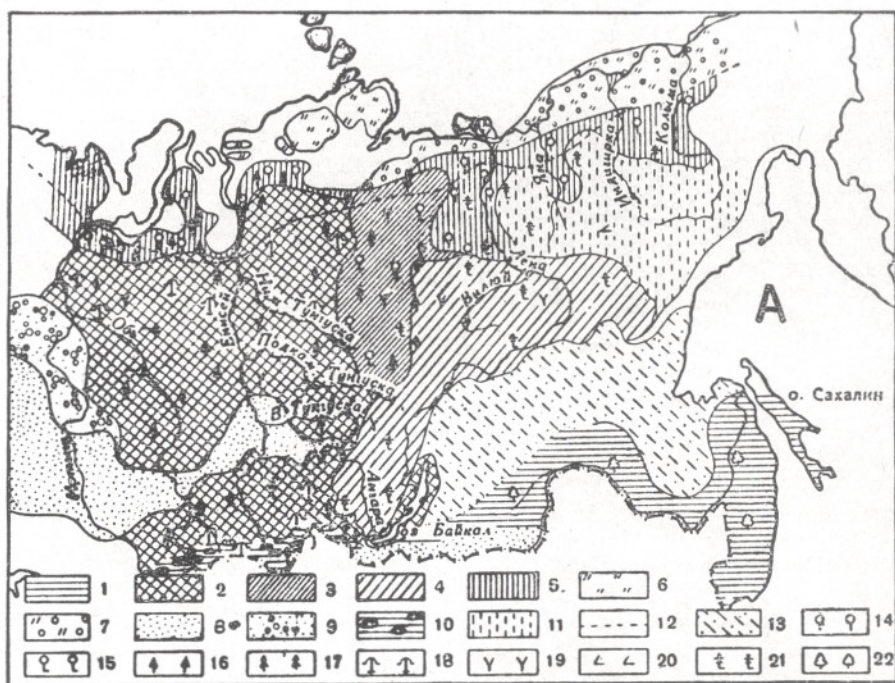 Яна
Индигирка
Колыма
Лена
Вилюй
А
Енисей
Ниж. Тунгуска
Обь
Подкам. Тунгуска
В. Тунгуска
о. Сахалин
Иртыш
Ангара
оз. Байкал
1 2 3 4 5. 6
7 8 9 10 11 12 13 14
15 16 17 18 19 20 21 22